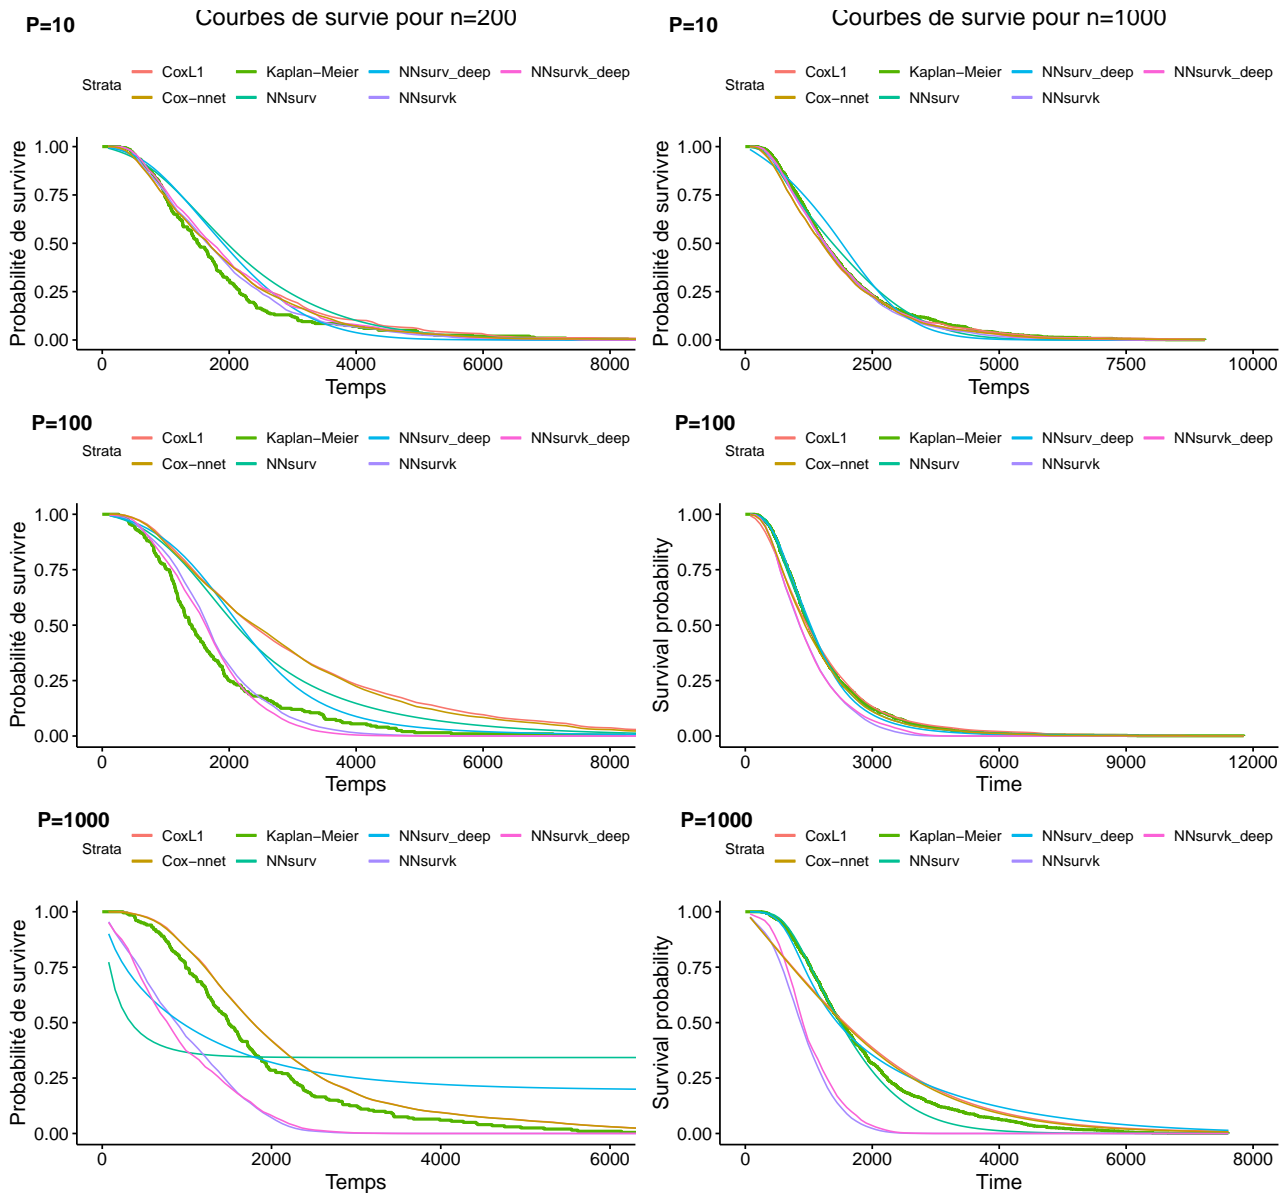 Courbes de survie pour n=200
Courbes de survie pour n=1000
P=10
Strata
CoxL1 Kaplan−Meier NNsurv_deep NNsurvk_deep
Cox−nnet NNsurv NNsurvk
Probabilité de survivre
1.00
0.75
0.50
0.25
0.00
0 2000 4000 6000 8000
Temps
P=10
Strata
CoxL1 Kaplan−Meier NNsurv_deep NNsurvk_deep
Cox−nnet NNsurv NNsurvk
Probabilité de survivre
1.00
0.75
0.50
0.25
0.00
0 2500 5000 7500 10000
Temps
P=100
Strata
CoxL1 Kaplan−Meier NNsurv_deep NNsurvk_deep
Cox−nnet NNsurv NNsurvk
Probabilité de survivre
1.00
0.75
0.50
0.25
0.00
0 2000 4000 6000 8000
Temps
P=100
Strata
CoxL1 Kaplan−Meier NNsurv_deep NNsurvk_deep
Cox−nnet NNsurv NNsurvk
Survival probability
1.00
0.75
0.50
0.25
0.00
0 3000 6000 9000 12000
Time
P=1000
Strata
CoxL1 Kaplan−Meier NNsurv_deep NNsurvk_deep
Cox−nnet NNsurv NNsurvk
Probabilité de survivre
1.00
0.75
0.50
0.25
0.00
0 2000 4000 6000
Temps
P=1000
Strata
CoxL1 Kaplan−Meier NNsurv_deep NNsurvk_deep
Cox−nnet NNsurv NNsurvk
Survival probability
1.00
0.75
0.50
0.25
0.00
0 2000 4000 6000 8000
Time